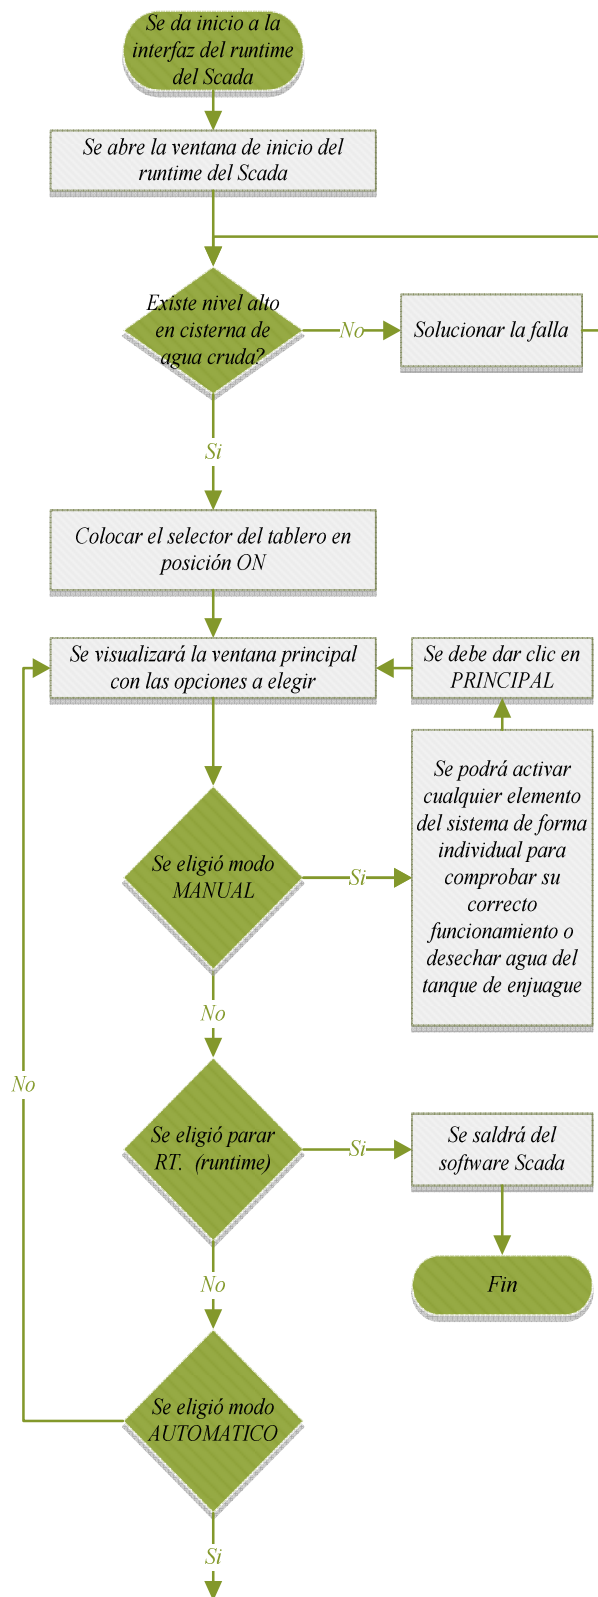 Se da inicio a la
interfaz del runtime
del Scada
Se abre la ventana de inicio del
runtime del Scada
Existe nivel alto
en cisterna de
agua cruda?
No
Solucionar la falla
Si
Colocar el selector del tablero en
posición ON
Se visualizará la ventana principal
con las opciones a elegir
Se debe dar clic en
PRINCIPAL
Se podrá activar
cualquier elemento
del sistema de forma
individual para
comprobar su
correcto
funcionamiento o
desechar agua del
tanque de enjuague
Se eligió modo
MANUAL
Si
No
No
Se eligió parar
RT. (runtime)
Si
Se saldrá del
software Scada
No
Fin
Se eligió modo
AUTOMATICO
Si